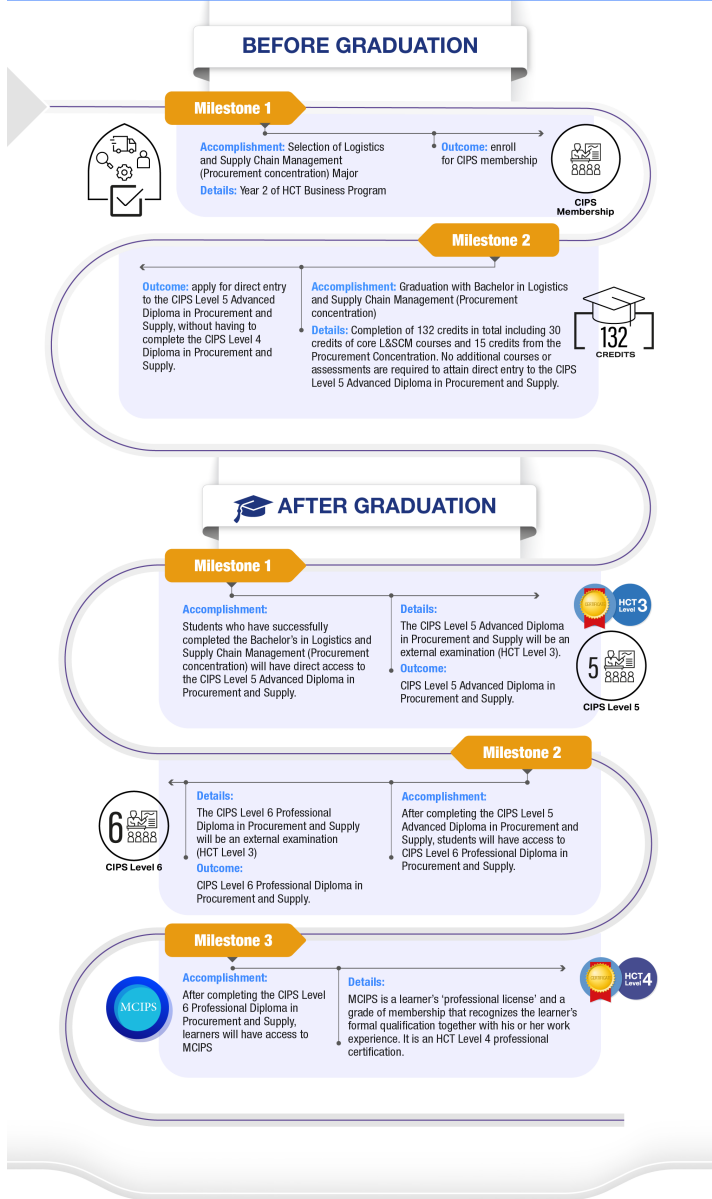 BEFORE GRADUATION
Milestone 1
Accomplishment: Selection of Logistics
and Supply Chain Management
(Procurement concentration) Major
Details: Year 2 of HCT Business Program
Outcome: enroll
for CIPS membership
CIPS
Membership
Milestone 2
Outcome: apply for direct entry
to the CIPS Level 5 Advanced
Diploma in Procurement and
Supply, without having to
complete the CIPS Level 4
Diploma in Procurement and
Supply.
Accomplishment: Graduation with Bachelor in Logistics
and Supply Chain Management (Procurement
concentration)
Details: Completion of 132 credits in total including 30
credits of core L&SCM courses and 15 credits from the
Procurement Concentration. No additional courses or
assessments are required to attain direct entry to the CIPS
Level 5 Advanced Diploma in Procurement and Supply.
132
CREDITS
AFTER GRADUATION
Milestone 1
Accomplishment:
Students who have successfully
completed the Bachelor's in Logistics and
Supply Chain Management (Procurement
concentration) will have direct access to
the CIPS Level 5 Advanced Diploma in
Procurement and Supply.
Details:
The CIPS Level 5 Advanced Diploma
in Procurement and Supply will be an
external examination (HCT Level 3).
Outcome:
CIPS Level 5 Advanced Diploma in
Procurement and Supply.
HCT
Level 3
5
CIPS Level 5
Milestone 2
6
CIPS Level 6
Details:
The CIPS Level 6 Professional
Diploma in Procurement and Supply
will be an external examination
(HCT Level 3)
Outcome:
CIPS Level 6 Professional Diploma in
Procurement and Supply.
Accomplishment:
After completing the CIPS Level 5
Advanced Diploma in Procurement and
Supply, students will have access to
CIPS Level 6 Professional Diploma in
Procurement and Supply.
Milestone 3
MCIPS
Accomplishment:
After completing the CIPS Level
6 Professional Diploma in
Procurement and Supply,
learners will have access to
MCIPS
Details:
MCIPS is a learner's 'professional license' and a
grade of membership that recognizes the learner's
formal qualification together with his or her work
experience. It is an HCT Level 4 professional
certification.
HCT
Level 4